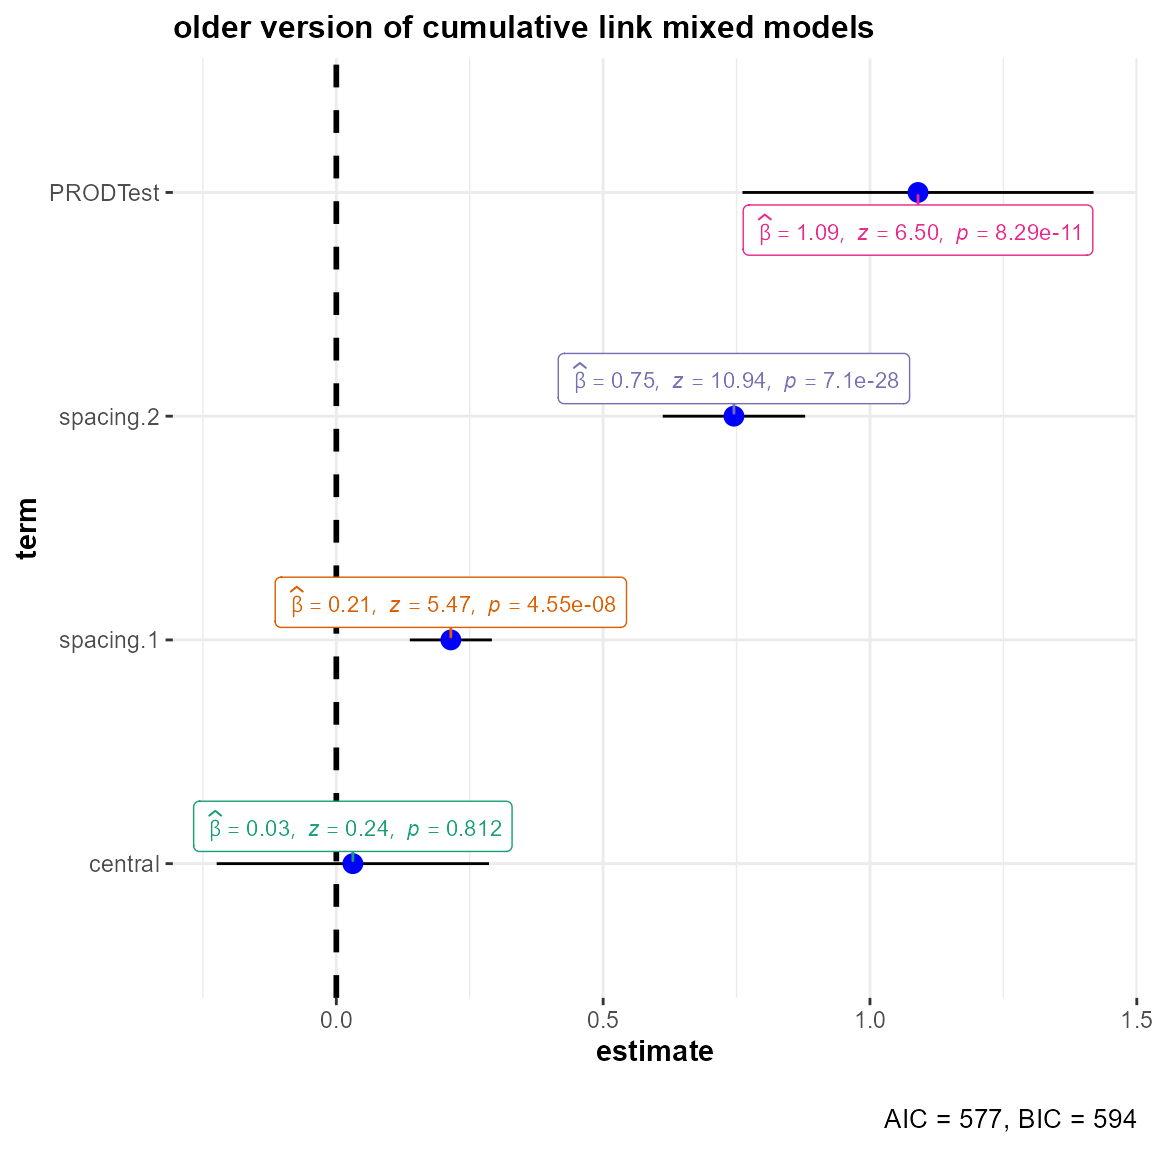 older version of cumulative link mixed models
PRODTest
β̂ = 1.09, z = 6.50, p = 8.29e-11
β̂ = 0.75, z = 10.94, p = 7.1e-28
spacing.2
term
β̂ = 0.21, z = 5.47, p = 4.55e-08
spacing.1
β̂ = 0.03, z = 0.24, p = 0.812
central
0.0 0.5 1.0 1.5
estimate
AIC = 577, BIC = 594